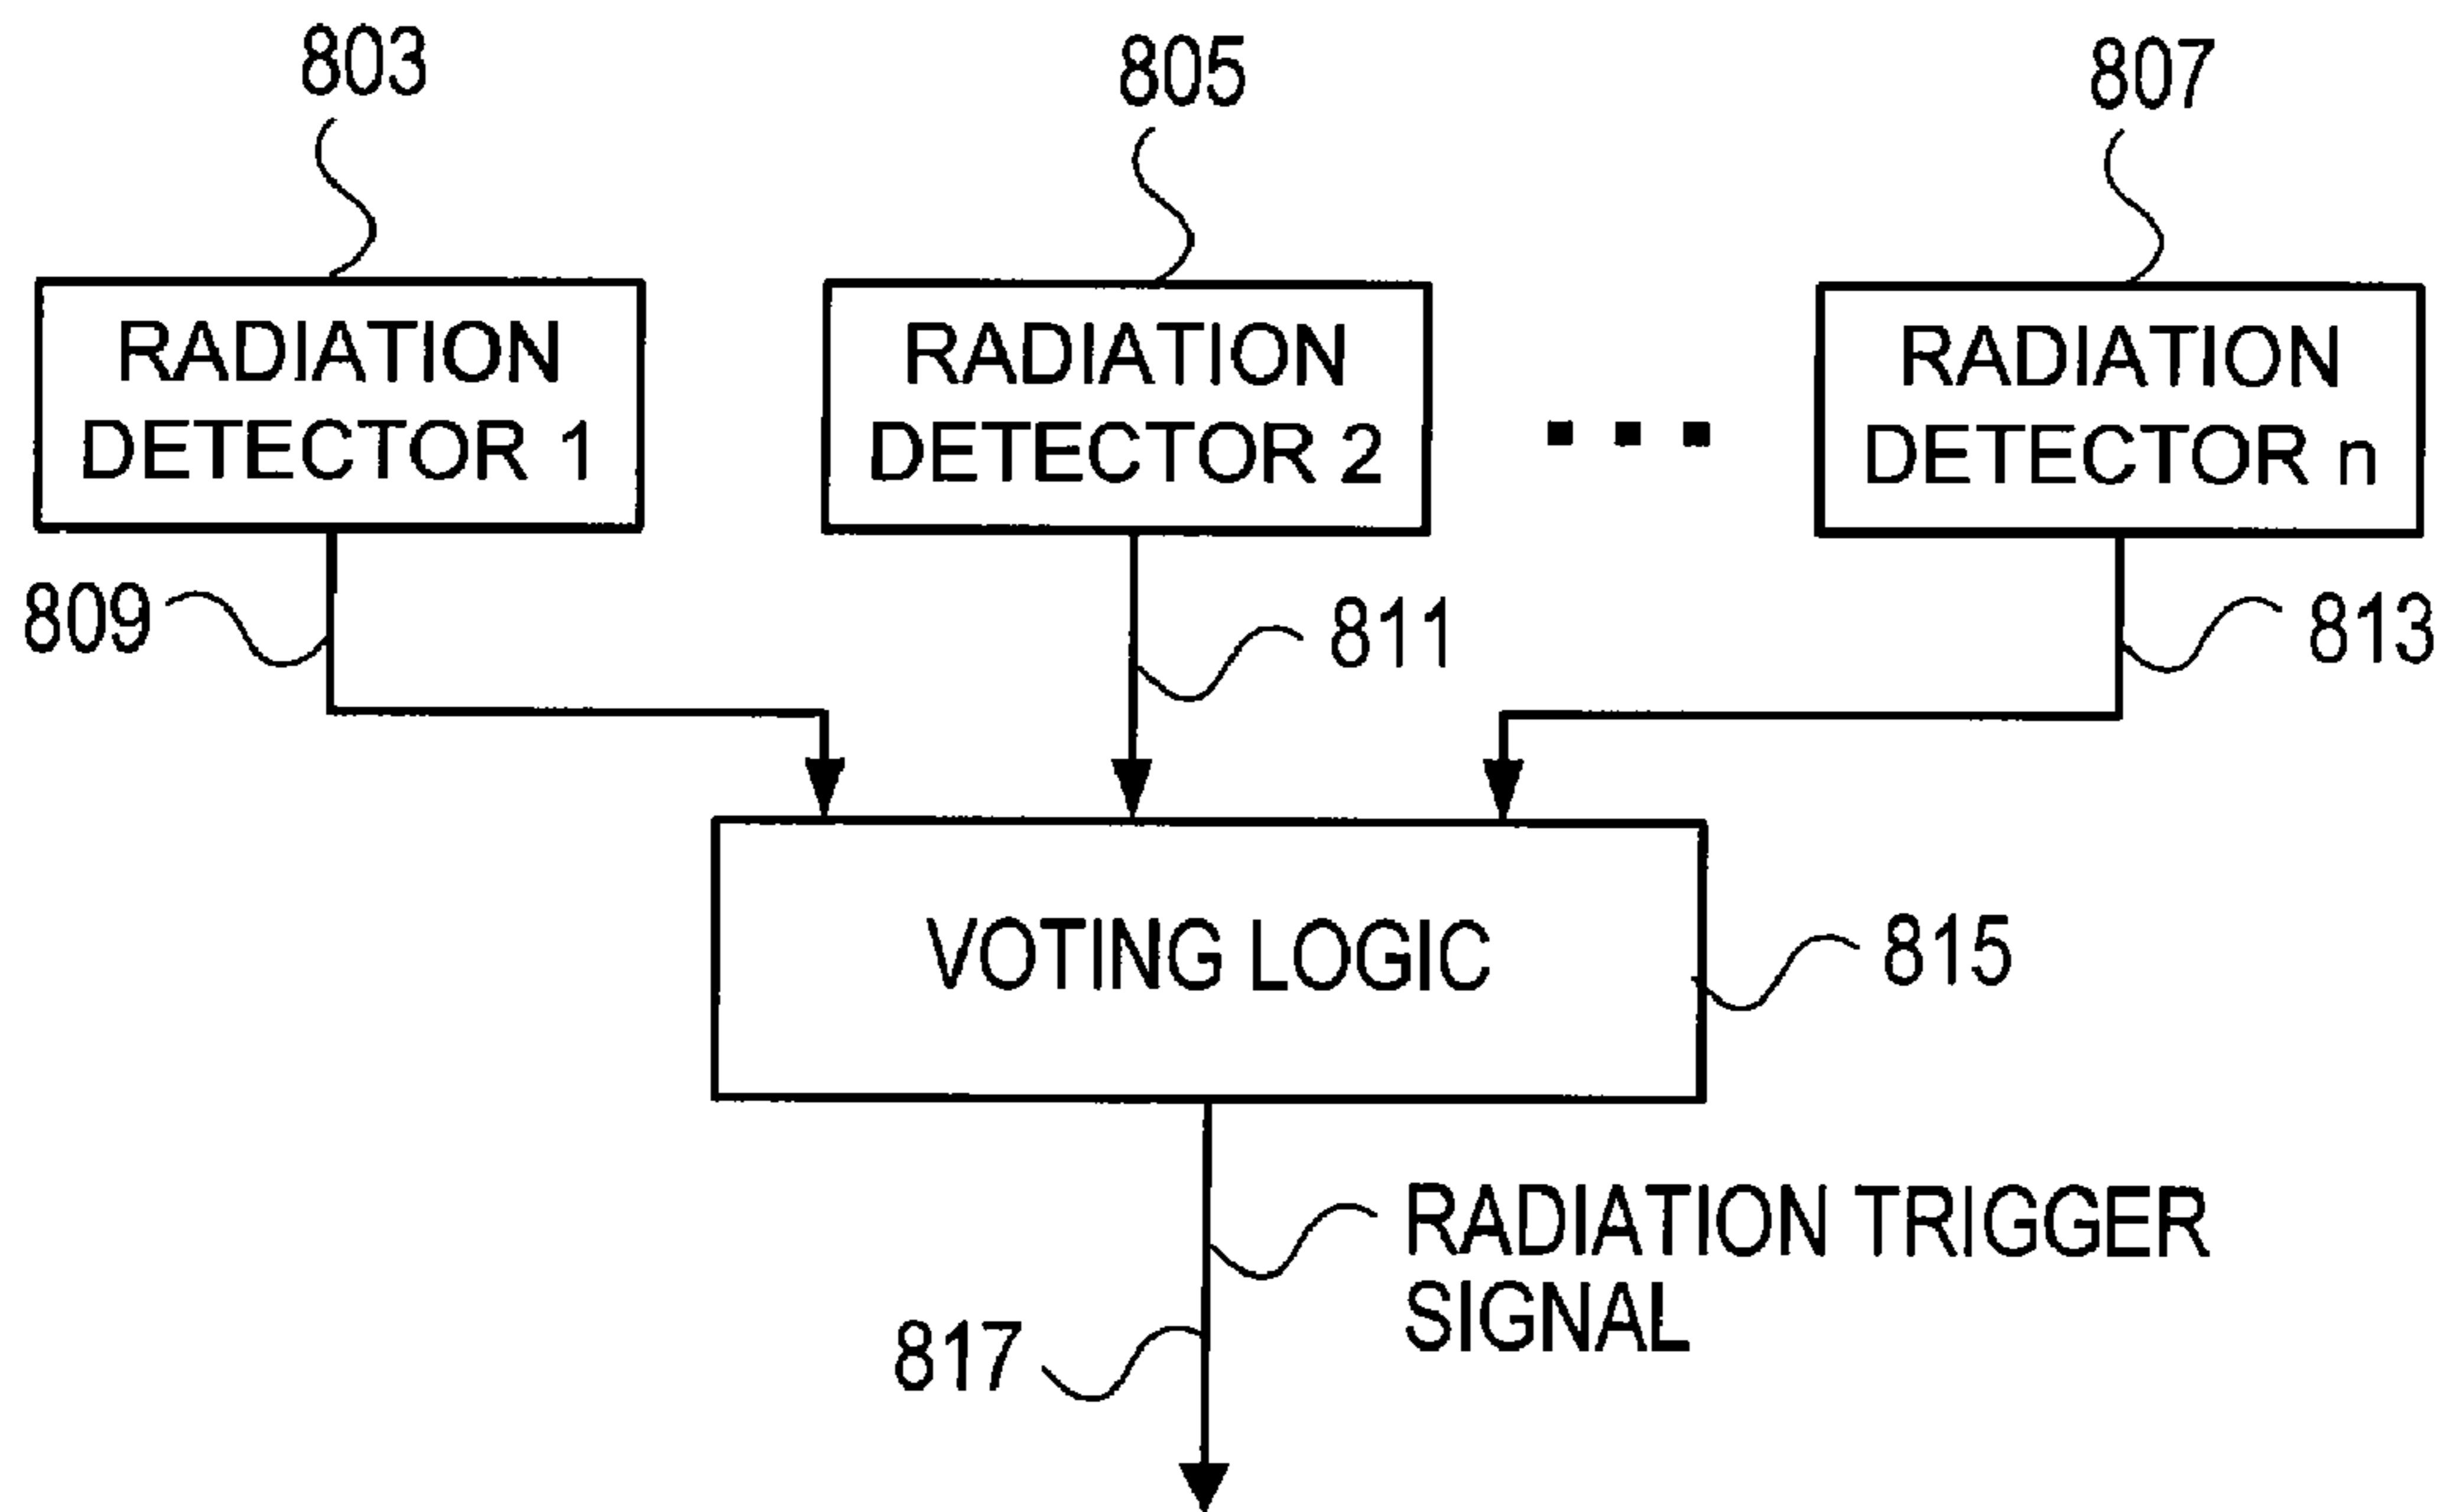 803
805
807
RADIATION
DETECTOR 1
RADIATION
DETECTOR 2
RADIATION
DETECTOR n
809
811
813
VOTING LOGIC
815
RADIATION TRIGGER
SIGNAL
817